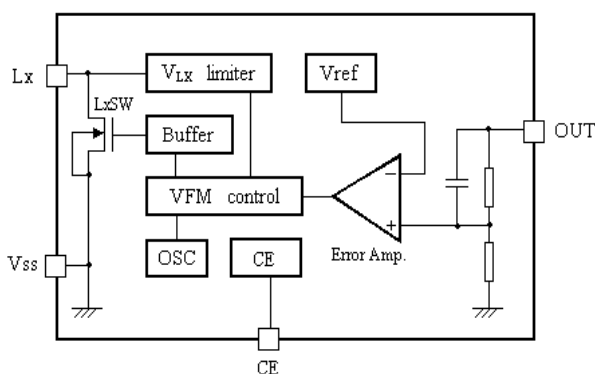 Lx
VLX limiter
Vref
LxSW
Buffer
OUT
−
VFM control
+
Error Amp.
Vss
OSC
CE
CE